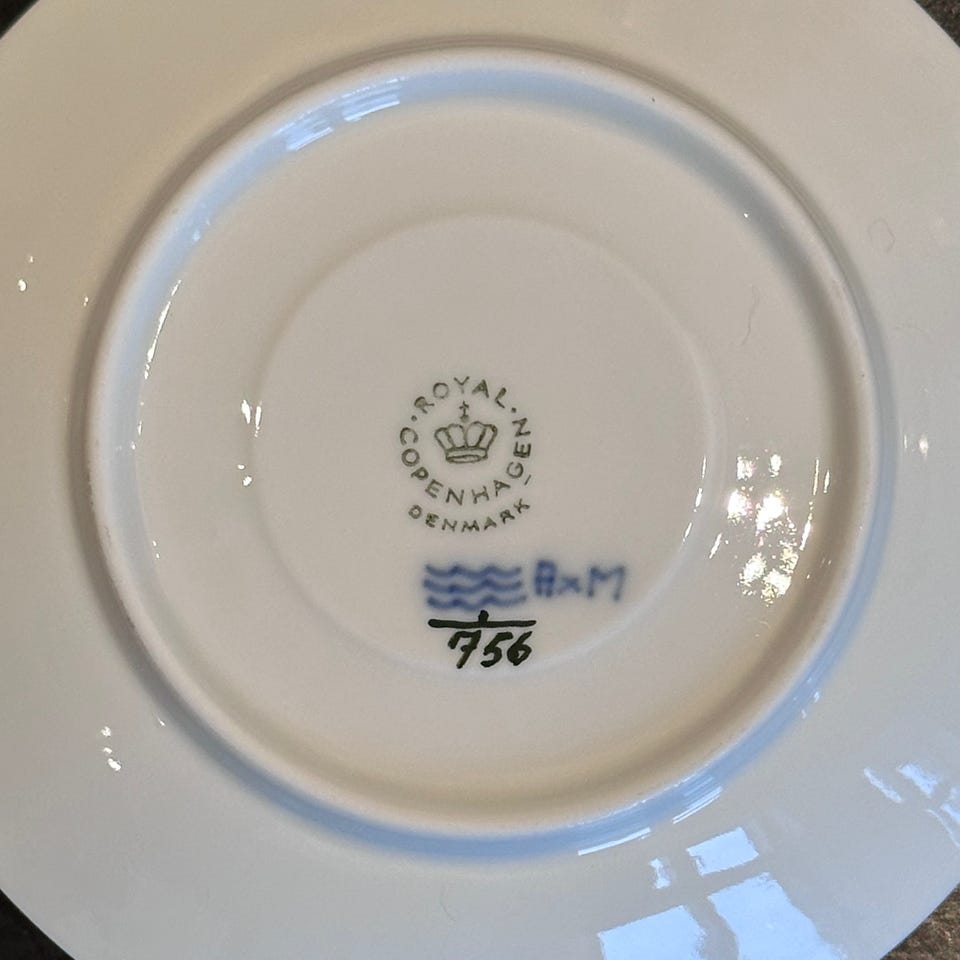 ROYAL
COPENHAGEN
DENMARK
756